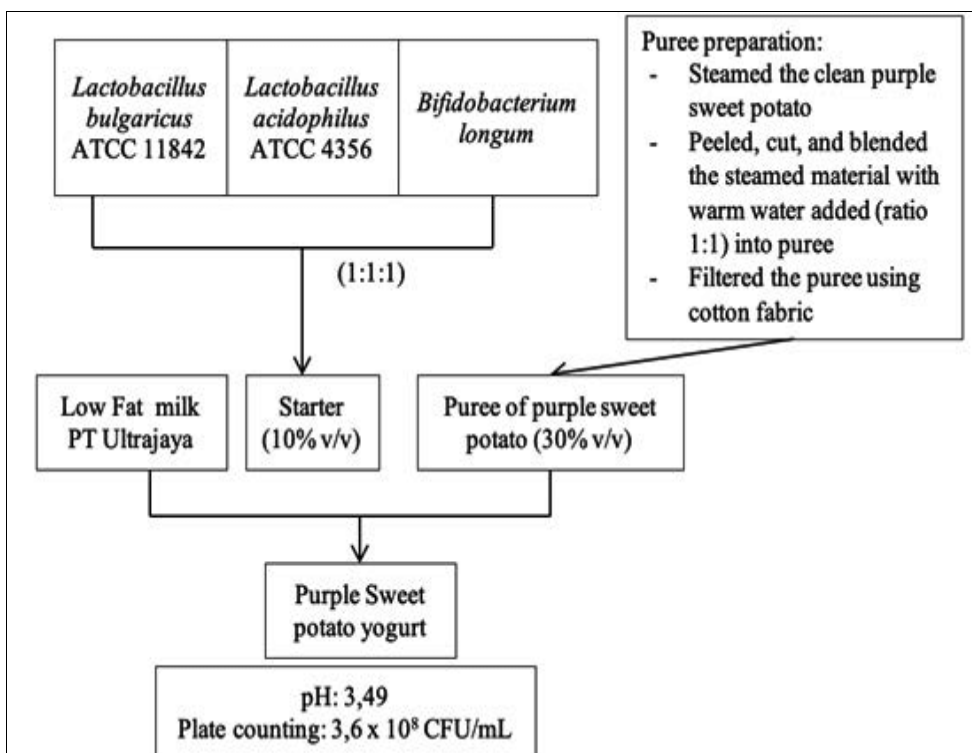 Lactobacillus
bulgaricus
ATCC 11842
Lactobacillus
acidophilus
ATCC 4356
Bifidobacterium
longum
Puree preparation:
- Steamed the clean purple
sweet potato
- Peeled, cut, and blended
the steamed material with
warm water added (ratio
1:1) into puree
- Filtered the puree using
cotton fabric
(1:1:1)
Low Fat milk
PT Ultrajaya
Starter
(10% v/v)
Puree of purple sweet
potato (30% v/v)
Purple Sweet
potato yogurt
pH: 3,49
Plate counting: 3,6 x 10⁸ CFU/mL